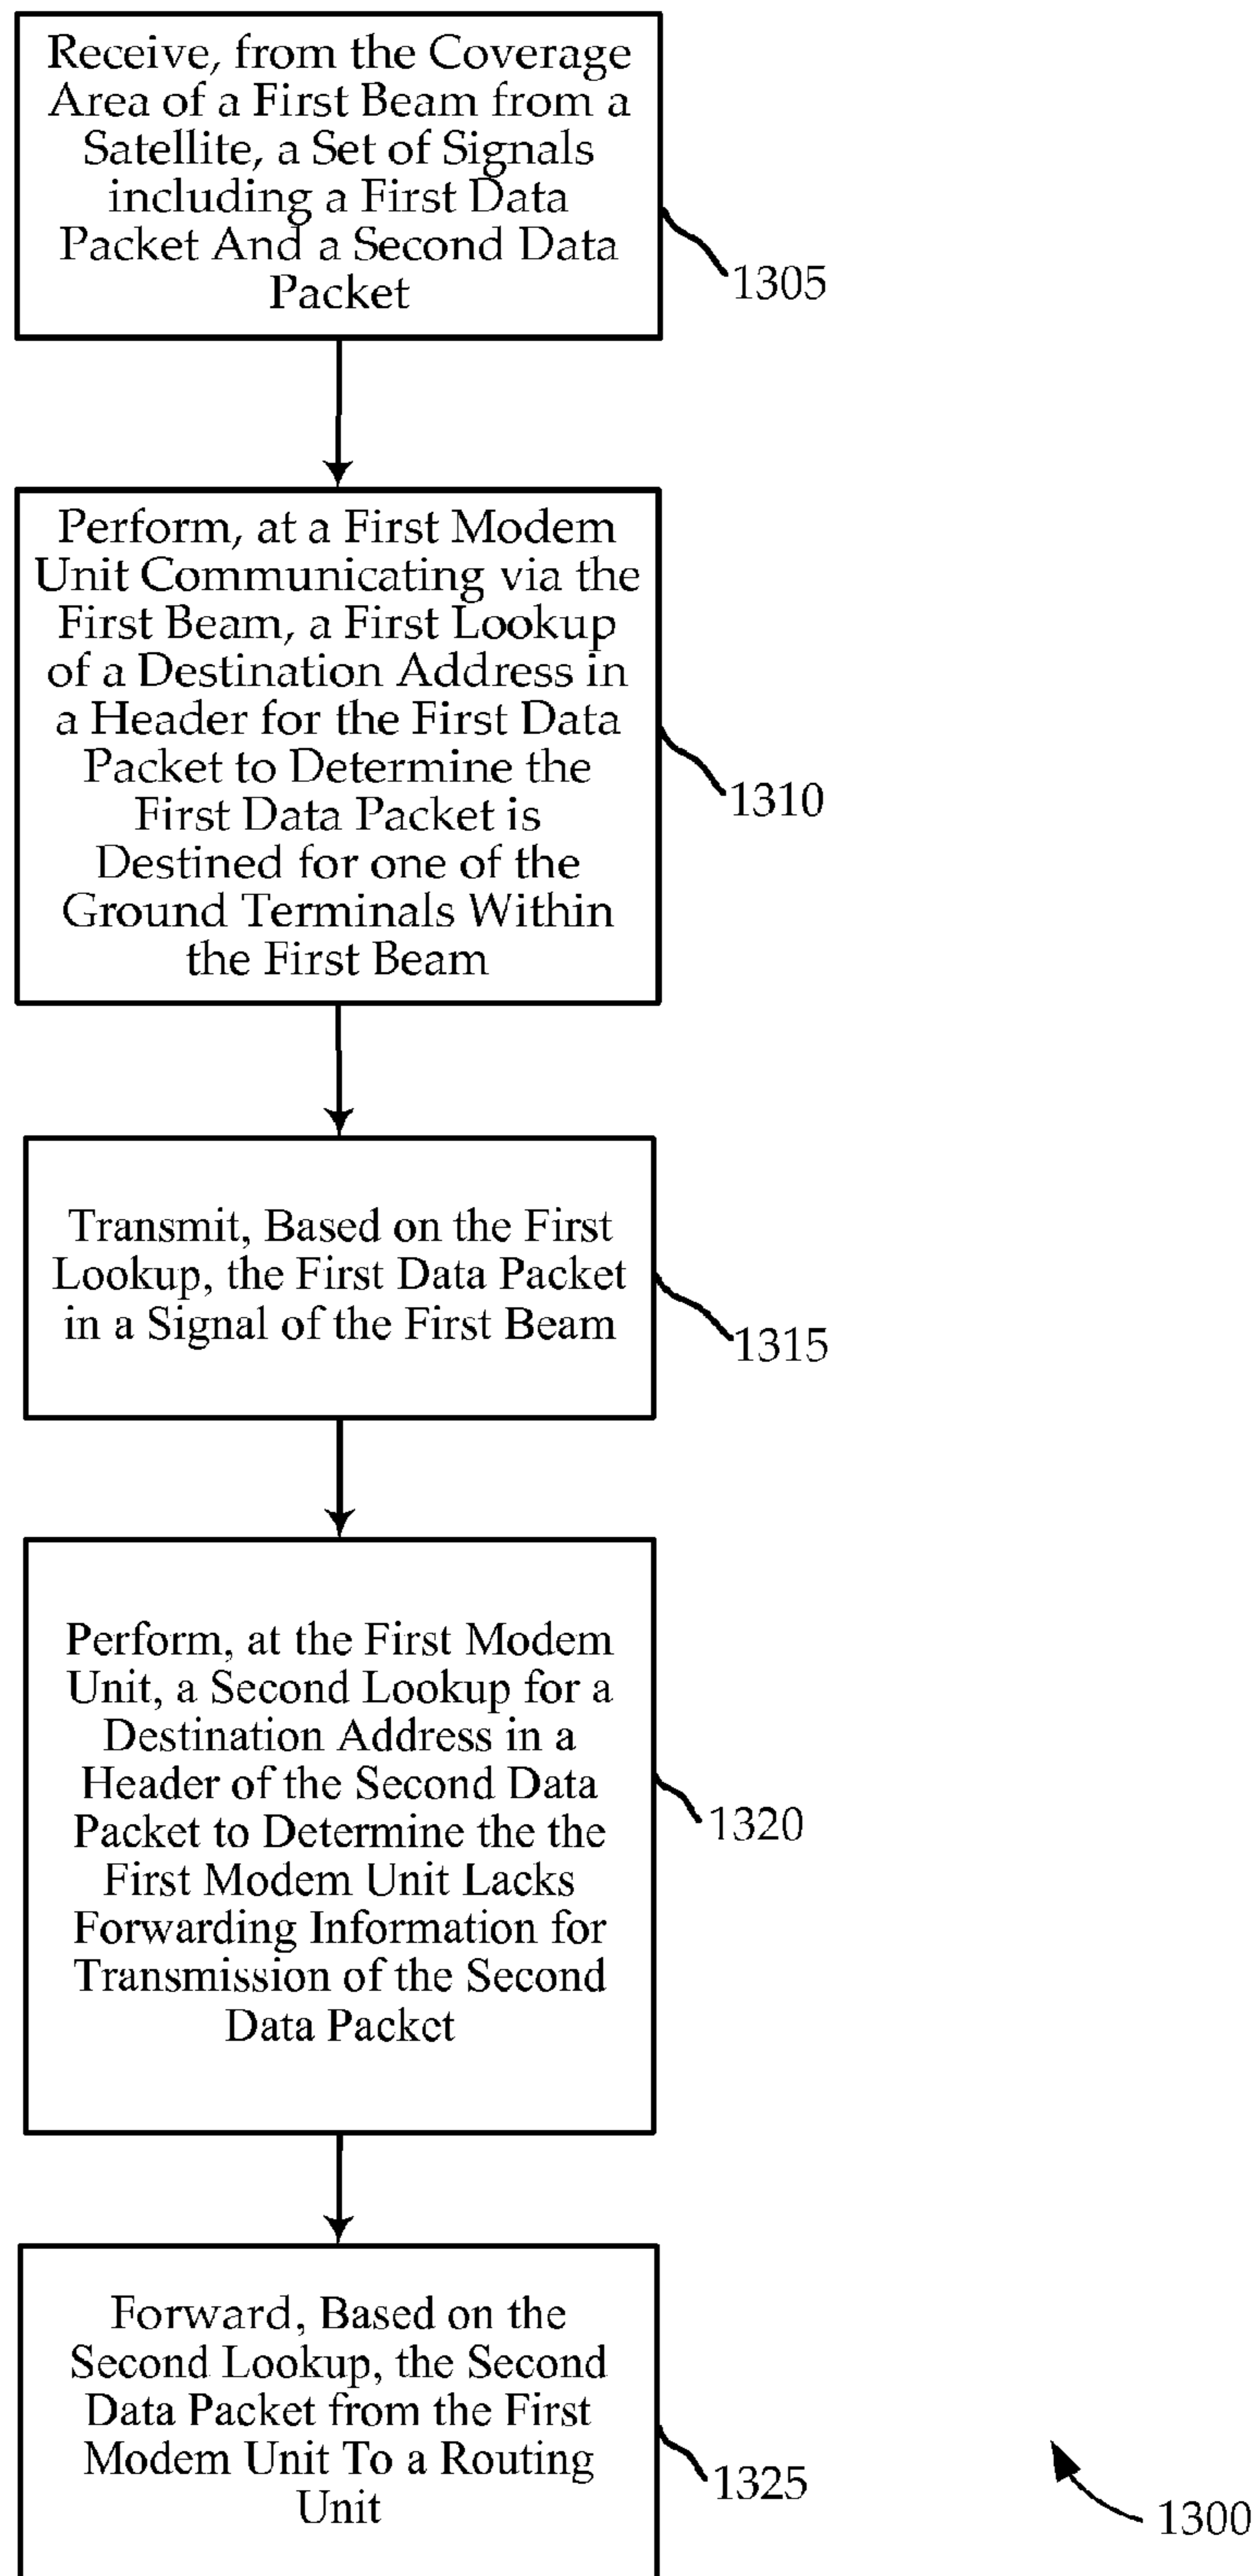 Receive, from the Coverage
Area of a First Beam from a
Satellite, a Set of Signals
including a First Data
Packet And a Second Data
Packet
1305
Perform, at a First Modem
Unit Communicating via the
First Beam, a First Lookup
of a Destination Address in
a Header for the First Data
Packet to Determine the
First Data Packet is
Destined for one of the
Ground Terminals Within
the First Beam
1310
Transmit, Based on the First
Lookup, the First Data Packet
in a Signal of the First Beam
1315
Perform, at the First Modem
Unit, a Second Lookup for a
Destination Address in a
Header of the Second Data
Packet to Determine the the
First Modem Unit Lacks
Forwarding Information for
Transmission of the Second
Data Packet
1320
Forward, Based on the
Second Lookup, the Second
Data Packet from the First
Modem Unit To a Routing
Unit
1325
1300